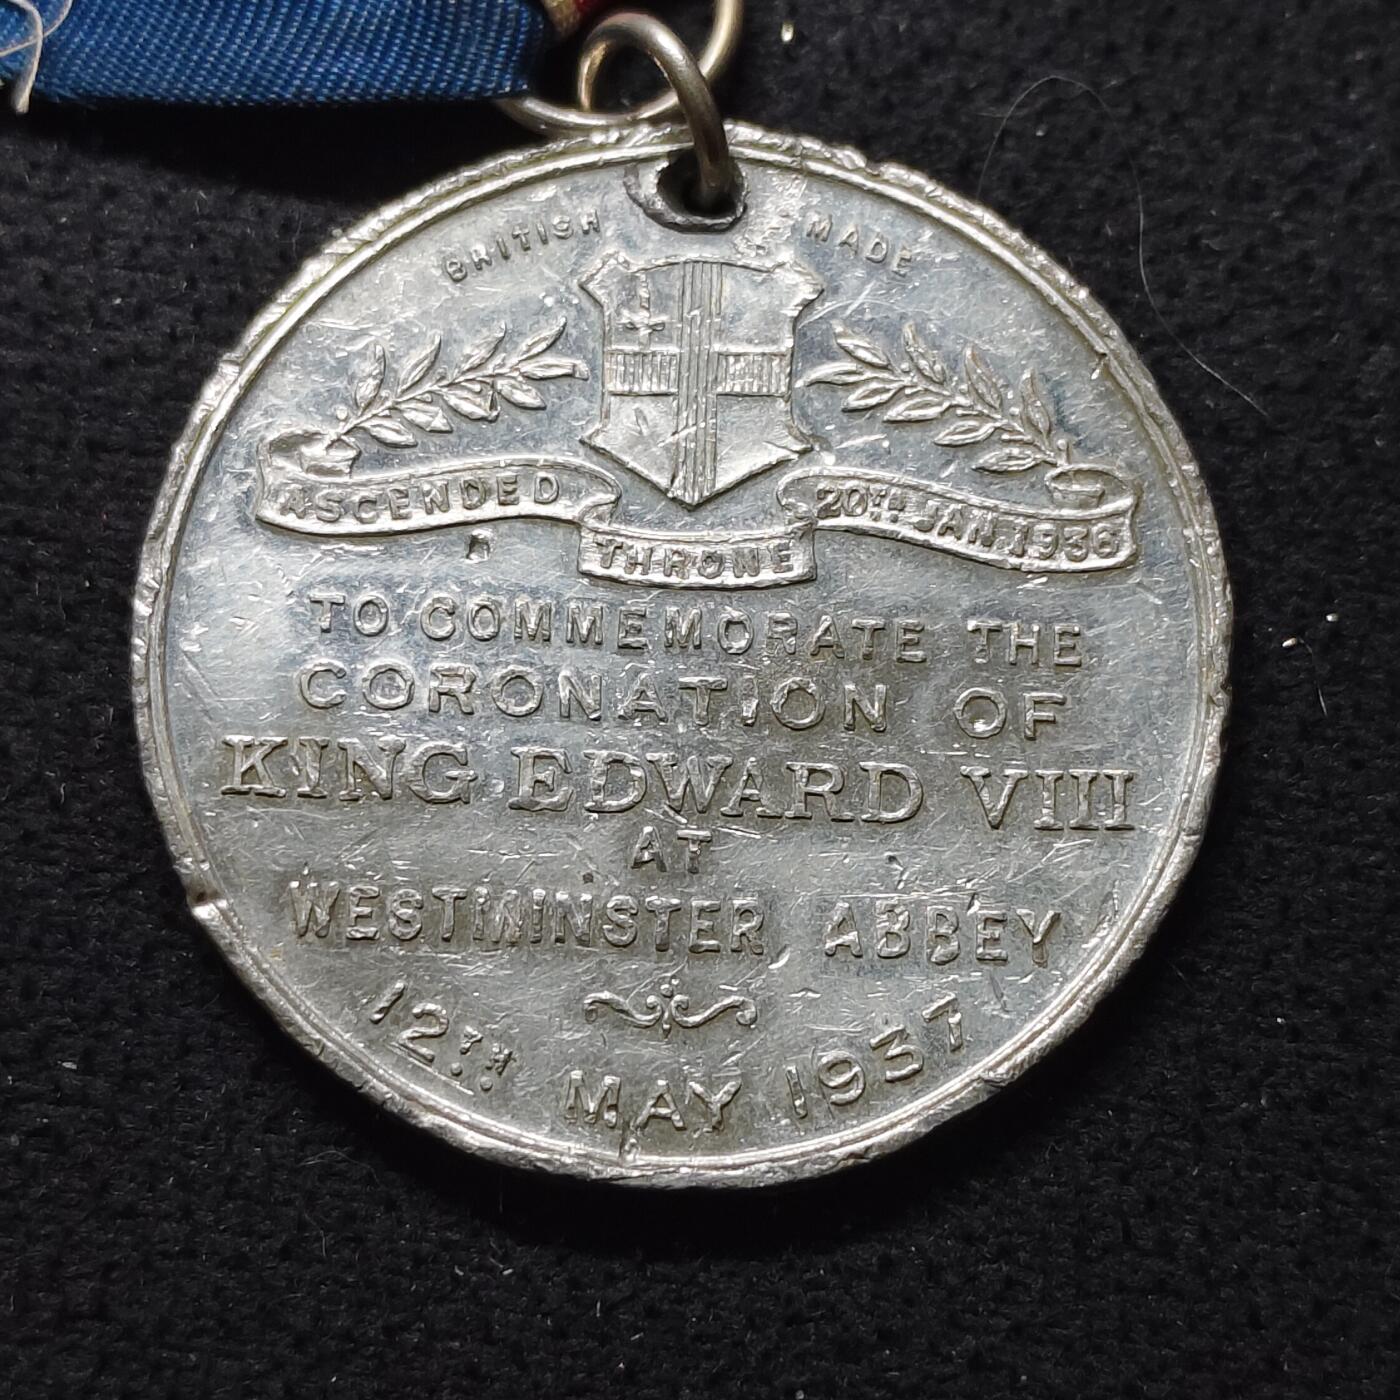 BRITISH MADE
ASCENDED THRONE 20TH JAN 1936
TO COMMEMORATE THE
CORONATION OF
KING EDWARD VIII
AT
WESTMINSTER ABBEY
12TH MAY 1937